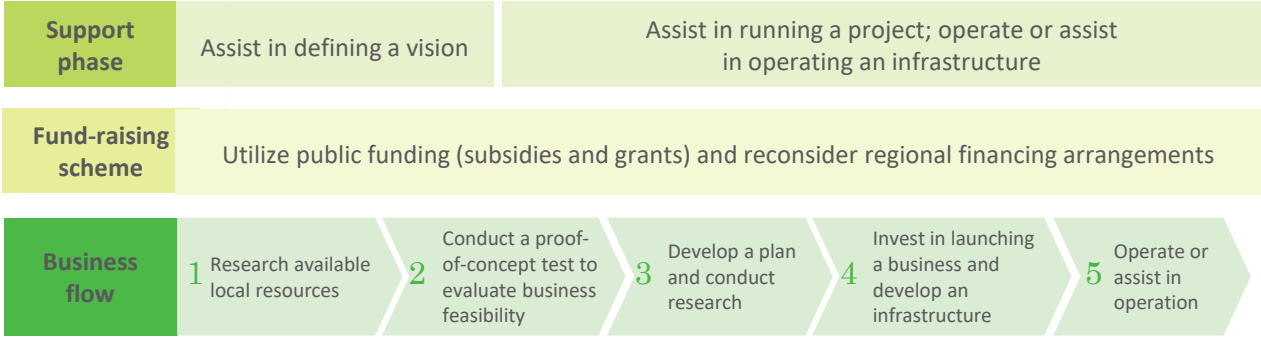 Support
phase
Assist in defining a vision
Assist in running a project; operate or assist
in operating an infrastructure
Fund-raising
scheme
Utilize public funding (subsidies and grants) and reconsider regional financing arrangements
Business
flow
1 Research available
local resources
2 Conduct a proof-
of-concept test to
evaluate business
feasibility
3 Develop a plan
and conduct
research
4 Invest in launching
a business and
develop an
infrastructure
5 Operate or
assist in
operation